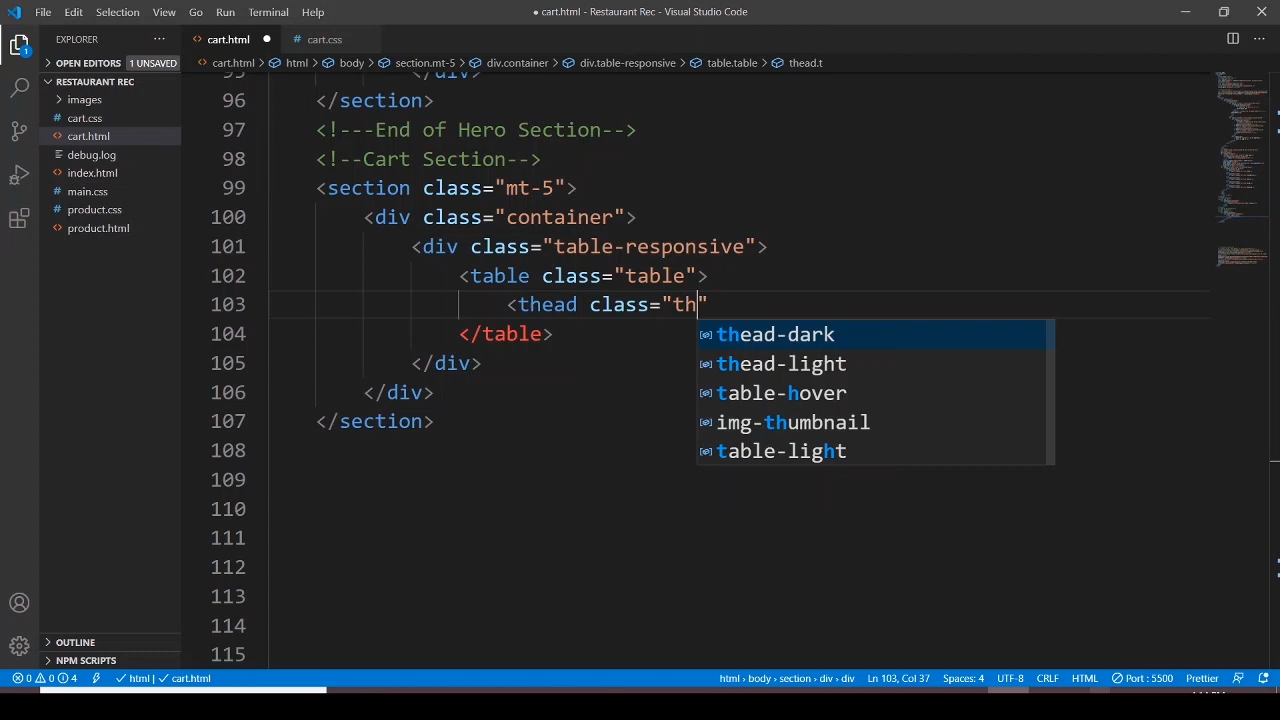 File Edit Selection View Go Run Terminal Help
● cart.html - Restaurant Rec - Visual Studio Code
EXPLORER ···
cart.html ●
cart.css
OPEN EDITORS 1 UNSAVED
cart.html > html > body > section.mt-5 > div.container > div.table-responsive > table.table > thead.t
RESTAURANT REC
images
cart.css
cart.html
debug.log
index.html
main.css
product.css
product.html
OUTLINE
NPM SCRIPTS
1
95 </div>
96 </section>
97 <!---End of Hero Section-->
98 <!--Cart Section-->
99 <section class="mt-5">
100 <div class="container">
101 <div class="table-responsive">
102 <table class="table">
103 <thead class="th"
104 </table>
105 </div>
106 </div>
107 </section>
108
109
110
111
112
113
114
115
thead-dark
thead-light
table-hover
img-thumbnail
table-light
0 0 4 html | cart.html html › body › section › div › div Ln 103, Col 37 Spaces: 4 UTF-8 CRLF HTML Port : 5500 Prettier